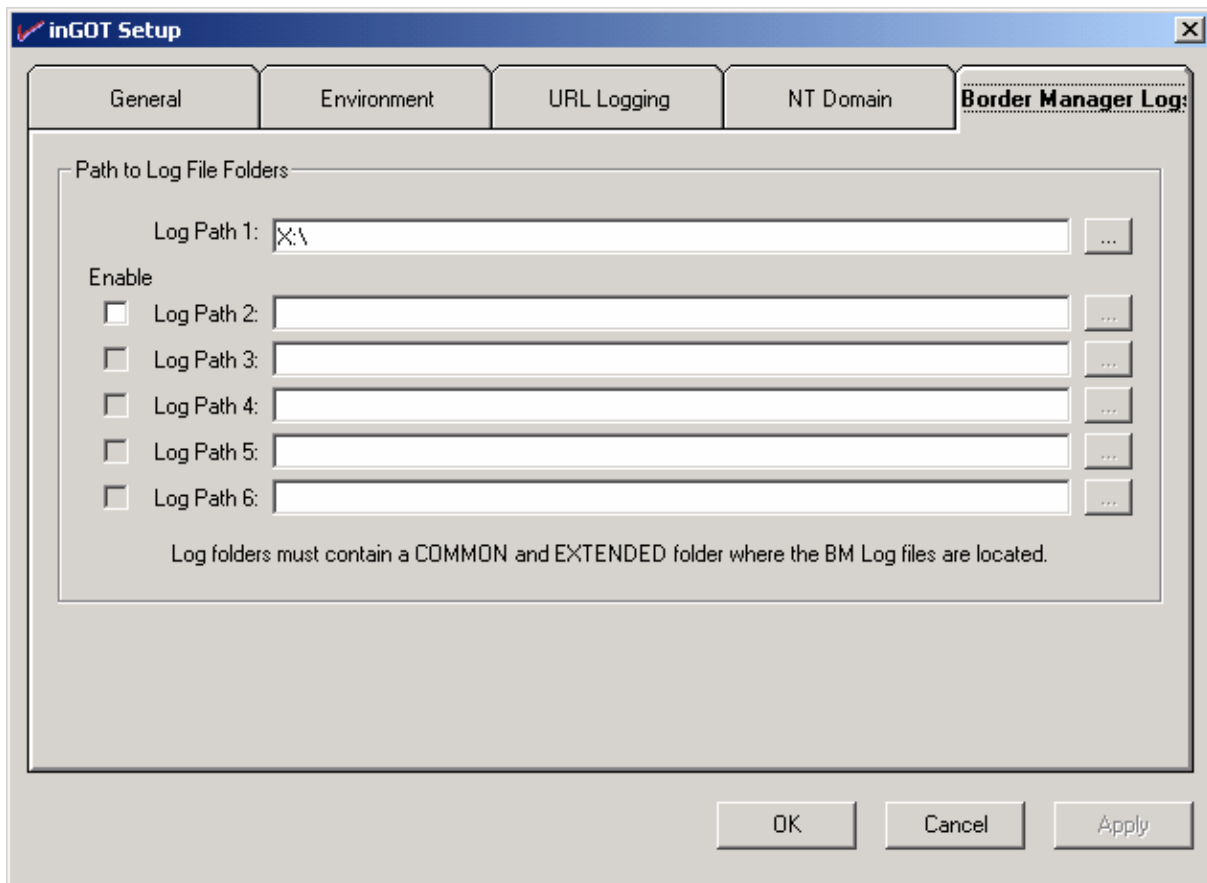 inGOT Setup
General Environment URL Logging NT Domain Border Manager Logs
Path to Log File Folders
Log Path 1: X:\ ...
Enable
Log Path 2: ...
Log Path 3: ...
Log Path 4: ...
Log Path 5: ...
Log Path 6: ...
Log folders must contain a COMMON and EXTENDED folder where the BM Log files are located.
OK Cancel Apply